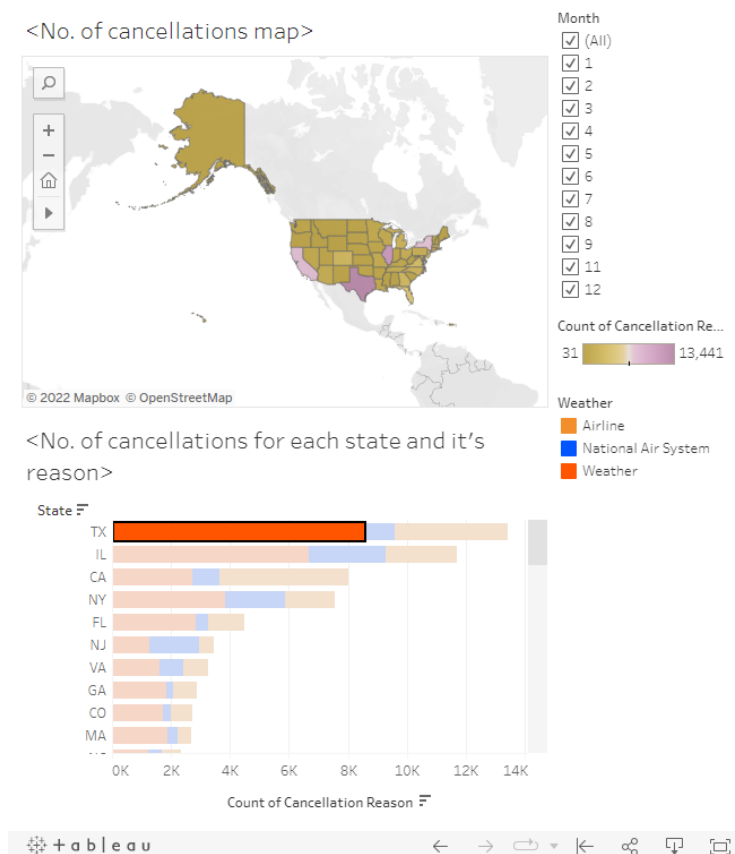 <No. of cancellations map>
Month
(All)
1
2
3
4
5
6
7
8
9
11
12
Count of Cancellation Re...
31
13,441
© 2022 Mapbox © OpenStreetMap
Weather
Airline
National Air System
Weather
<No. of cancellations for each state and it's
reason>
State
TX
IL
CA
NY
FL
NJ
VA
GA
CO
MA
0K 2K 4K 6K 8K 10K 12K 14K
Count of Cancellation Reason
+ a b l e a u